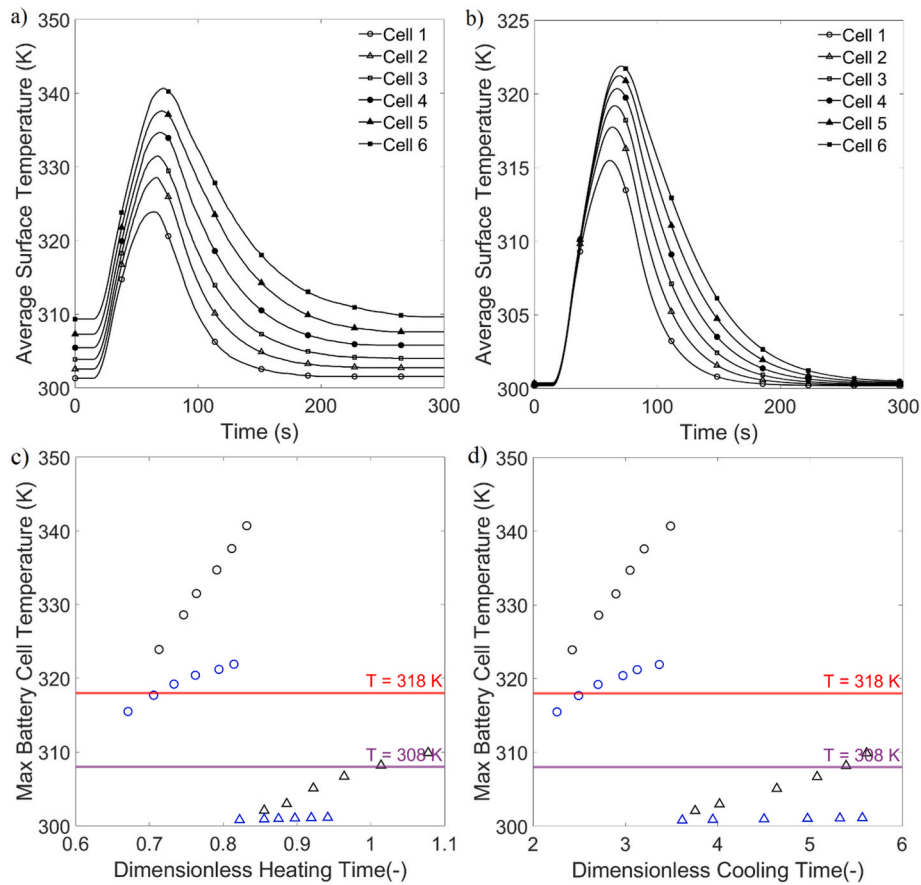 a)
Average Surface Temperature (K)
350
340
330
320
310
300
0
100
200
300
Time (s)
Cell 1
Cell 2
Cell 3
Cell 4
Cell 5
Cell 6
b)
Average Surface Temperature (K)
325
320
315
310
305
300
0
100
200
300
Time (s)
Cell 1
Cell 2
Cell 3
Cell 4
Cell 5
Cell 6
c)
Max Battery Cell Temperature (K)
350
340
330
320
310
300
0.6
0.7
0.8
0.9
1
1.1
Dimensionless Heating Time(-)
T = 318 K
T = 308 K
d)
Max Battery Cell Temperature (K)
350
340
330
320
310
300
2
3
4
5
6
Dimensionless Cooling Time(-)
T = 318 K
T = 308 K